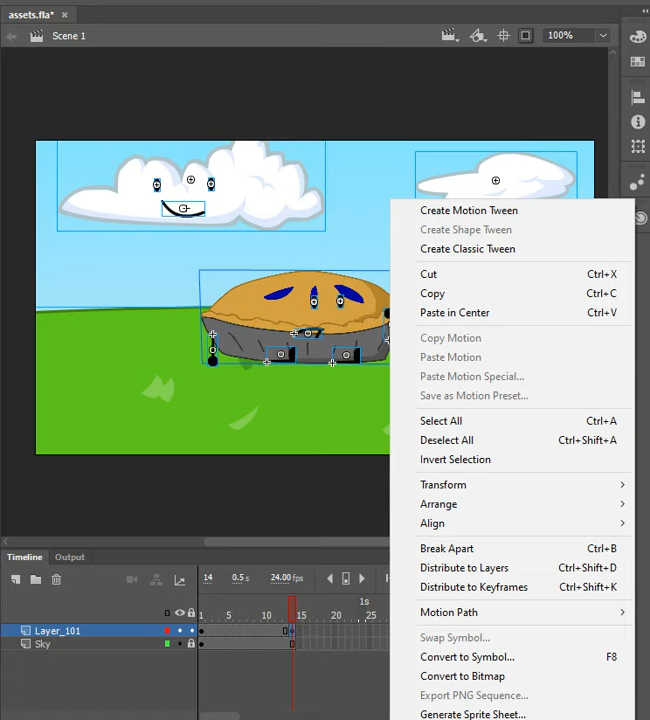 assets.fla*
Scene 1
100%
Create Motion Tween
Create Shape Tween
Create Classic Tween
Cut Ctrl+X
Copy Ctrl+C
Paste in Center Ctrl+V
Copy Motion
Paste Motion
Paste Motion Special...
Save as Motion Preset...
Select All Ctrl+A
Deselect All Ctrl+Shift+A
Invert Selection
Transform
Arrange
Align
Break Apart Ctrl+B
Distribute to Layers Ctrl+Shift+D
Distribute to Keyframes Ctrl+Shift+K
Motion Path
Swap Symbol...
Convert to Symbol... F8
Convert to Bitmap
Export PNG Sequence...
Generate Sprite Sheet...
Timeline Output
14 0.5 s 24.00 fps
1s
1 5 10 15 20 25
Layer_101
Sky